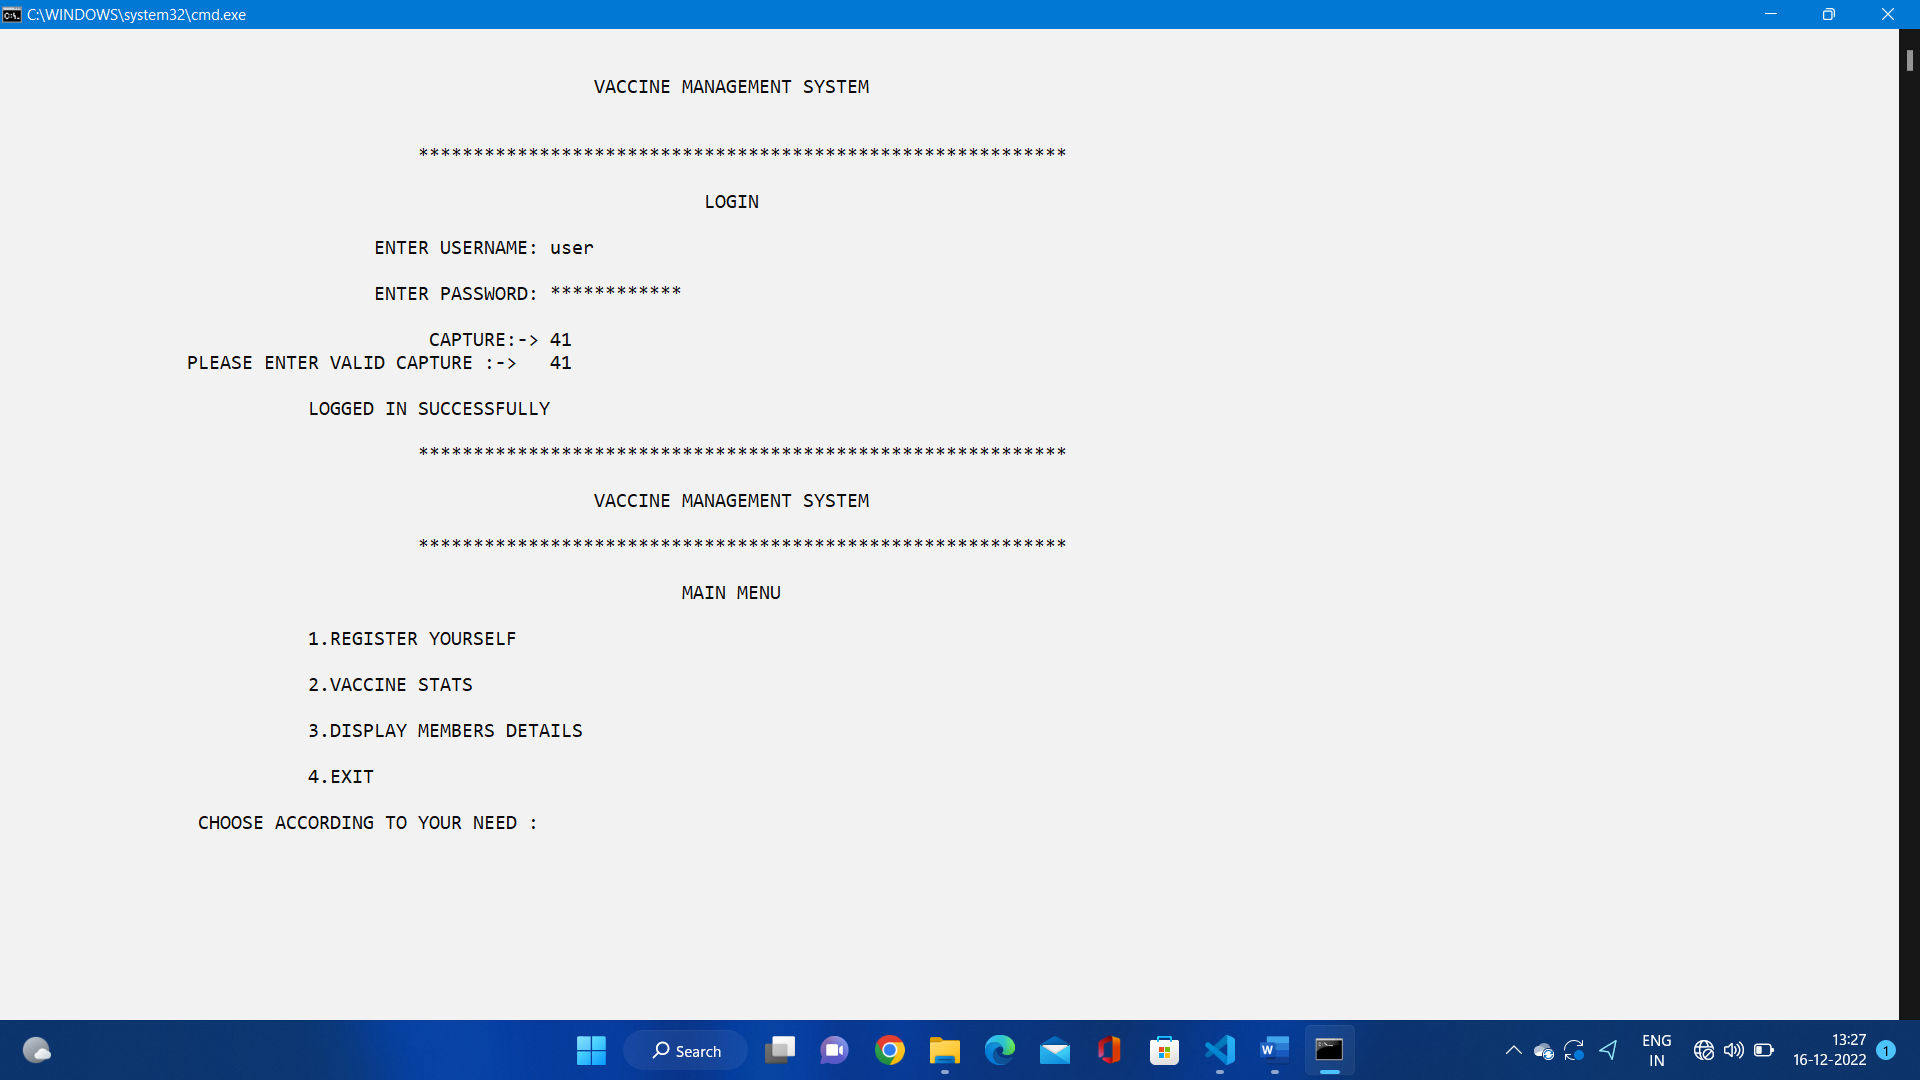 C:\WINDOWS\system32\cmd.exe
VACCINE MANAGEMENT SYSTEM
***********************************************************
LOGIN
ENTER USERNAME: user
ENTER PASSWORD: ************
CAPTURE:-> 41
PLEASE ENTER VALID CAPTURE :->   41
LOGGED IN SUCCESSFULLY
***********************************************************
VACCINE MANAGEMENT SYSTEM
***********************************************************
MAIN MENU
1.REGISTER YOURSELF
2.VACCINE STATS
3.DISPLAY MEMBERS DETAILS
4.EXIT
CHOOSE ACCORDING TO YOUR NEED :
Search
ENG
IN
13:27
16-12-2022
1